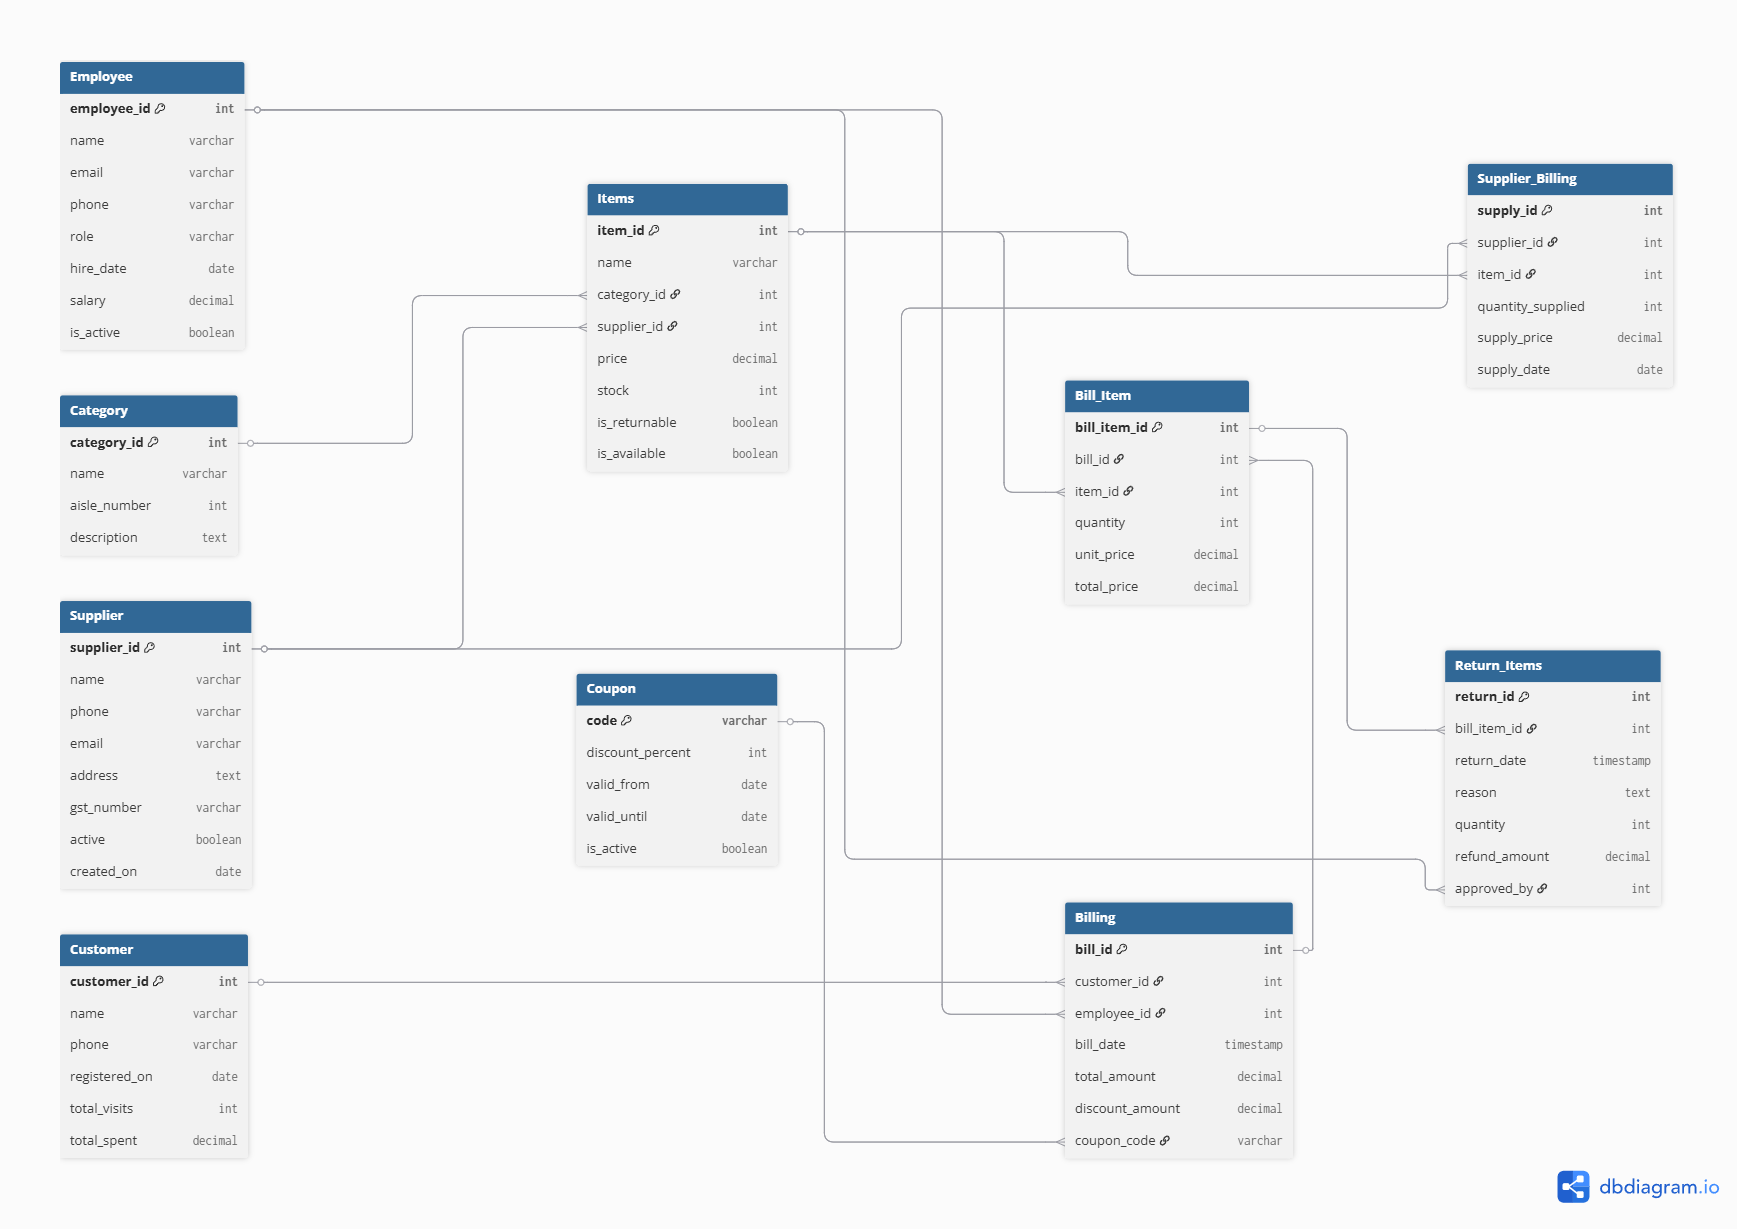 Employee
employee_id int
name varchar
email varchar
phone varchar
role varchar
hire_date date
salary decimal
is_active boolean
Category
category_id int
name varchar
aisle_number int
description text
Supplier
supplier_id int
name varchar
phone varchar
email varchar
address text
gst_number varchar
active boolean
created_on date
Customer
customer_id int
name varchar
phone varchar
registered_on date
total_visits int
total_spent decimal
Items
item_id int
name varchar
category_id int
supplier_id int
price decimal
stock int
is_returnable boolean
is_available boolean
Coupon
code varchar
discount_percent int
valid_from date
valid_until date
is_active boolean
Bill_Item
bill_item_id int
bill_id int
item_id int
quantity int
unit_price decimal
total_price decimal
Billing
bill_id int
customer_id int
employee_id int
bill_date timestamp
total_amount decimal
discount_amount decimal
coupon_code varchar
Supplier_Billing
supply_id int
supplier_id int
item_id int
quantity_supplied int
supply_price decimal
supply_date date
Return_Items
return_id int
bill_item_id int
return_date timestamp
reason text
quantity int
refund_amount decimal
approved_by int
dbdiagram.io